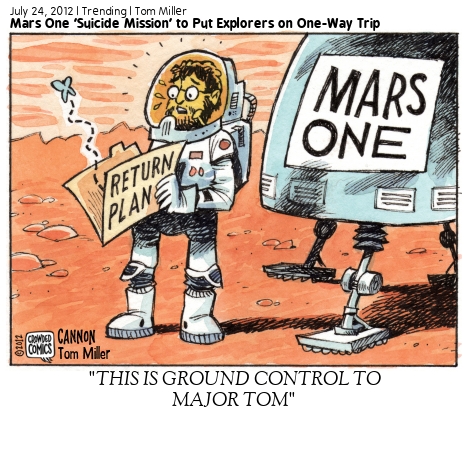 July 24, 2012 | Trending | Tom Miller
Mars One 'Suicide Mission' to Put Explorers on One-Way Trip
MARS
ONE
RETURN
PLAN
©2012
CROWDED
COMICS
CANNON
Tom Miller
"THIS IS GROUND CONTROL TO
MAJOR TOM"